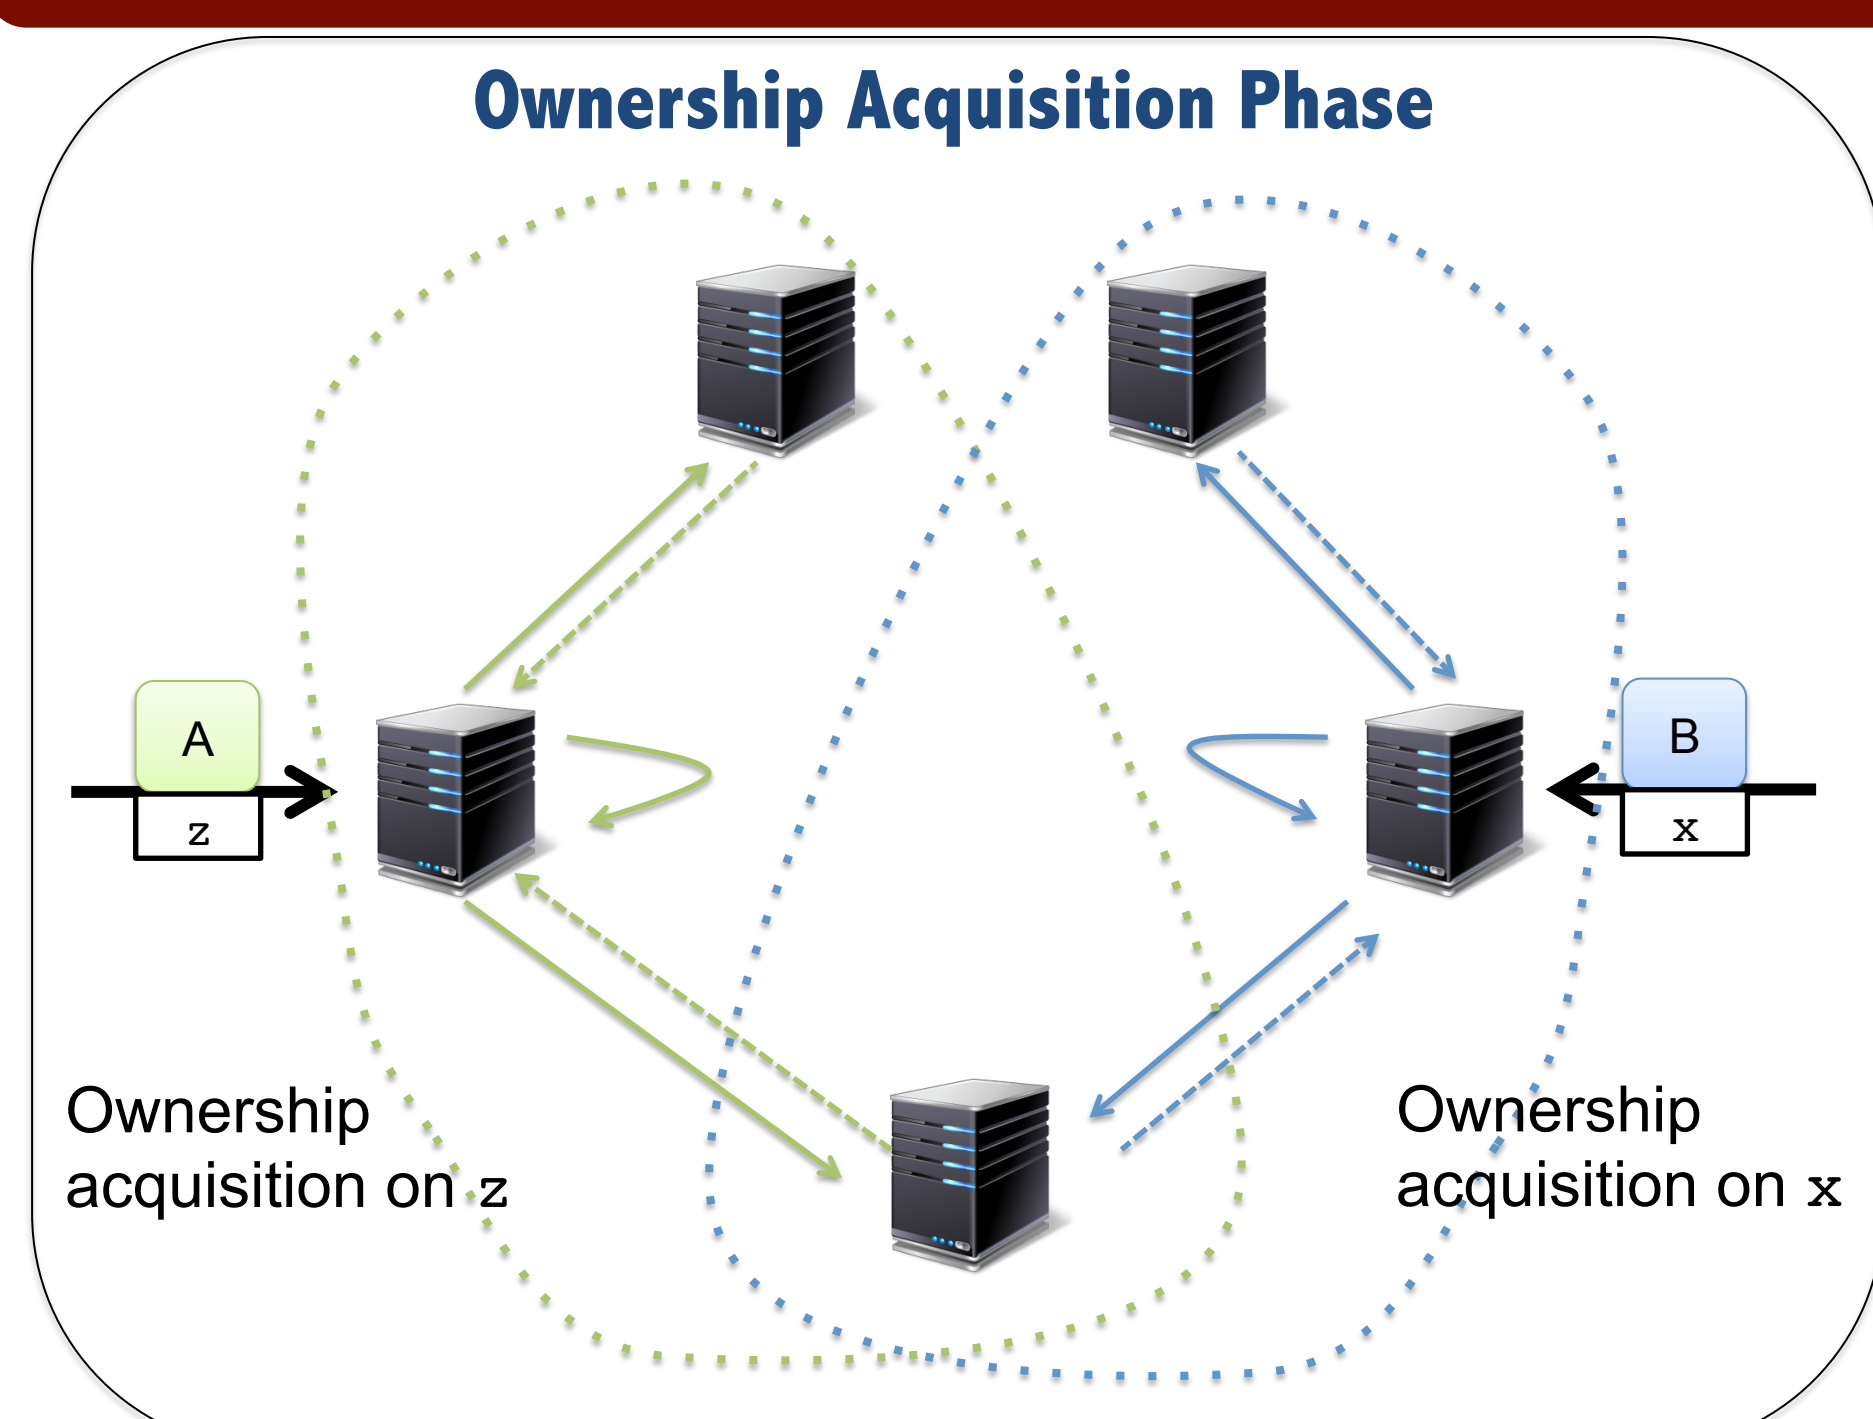 Ownership Acquisition Phase
A
z
B
x
Ownership
acquisition on z
Ownership
acquisition on x